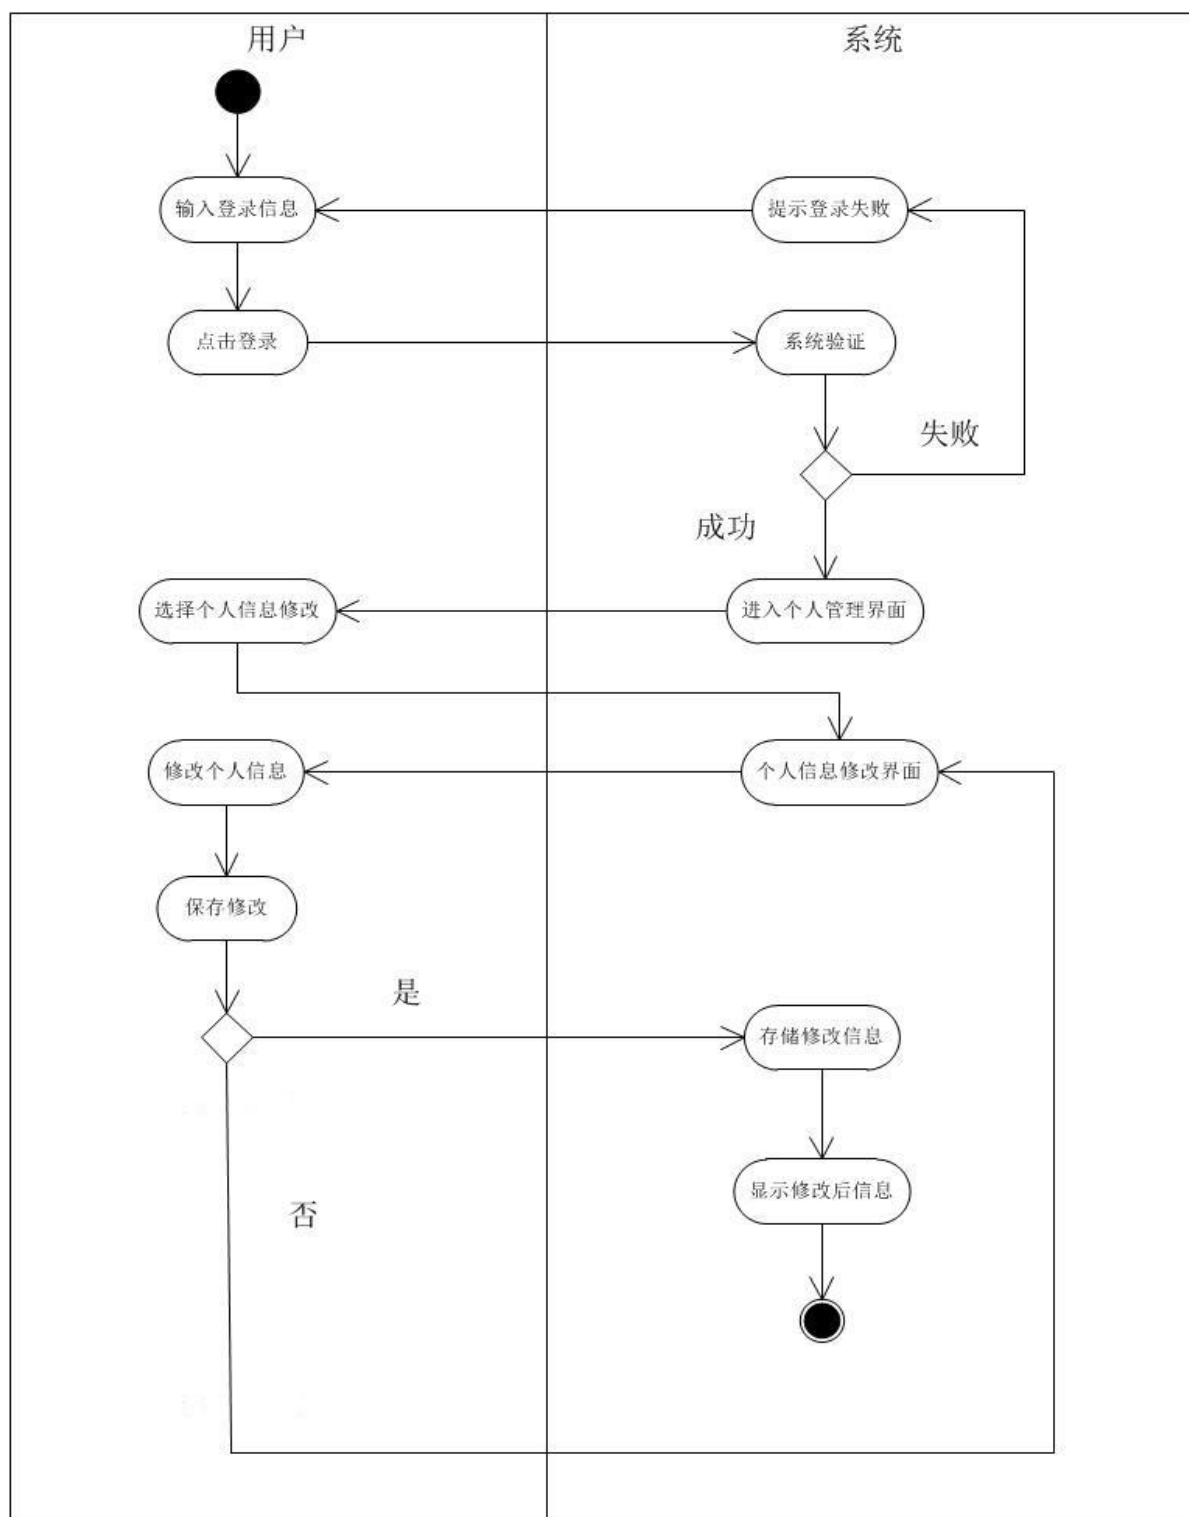 用户
系统
输入登录信息
提示登录失败
点击登录
系统验证
失败
成功
选择个人信息修改
进入个人管理界面
修改个人信息
个人信息修改界面
保存修改
是
存储修改信息
显示修改后信息
否